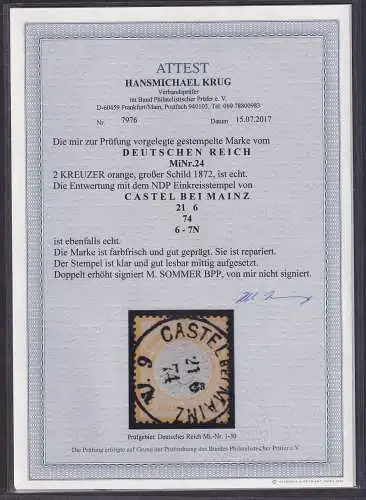 ATTEST
HANSMICHAEL KRUG
Verbandsprüfer
im Bund Philatelistischer Prüfer e. V.
D-60459 Frankfurt/Main, Postfach 940103, Tel. 069 78800983
Nr. 7976 Datum 15.07.2017
Die mir zur Prüfung vorgelegte gestempelte Marke vom
DEUTSCHEN REICH
MiNr.24
2 KREUZER orange, großer Schild 1872, ist echt.
Die Entwertung mit dem NDP Einkreisstempel von
CASTEL BEI MAINZ
21 6
74
6 - 7N
ist ebenfalls echt.
Die Marke ist farbfrisch und gut geprägt. Sie ist repariert.
Der Stempel ist klar und gut lesbar mittig aufgesetzt.
Doppelt erhöht signiert M. SOMMER BPP, von mir nicht signiert.
CASTEL BEI MAINZ
21 6
74
Prüfgebiet: Deutsches Reich Mi.-Nr. 1-30
Die Prüfung erfolgte auf Grund der Prüfordnung des Bundes Philatelistischer Prüfer e. V.